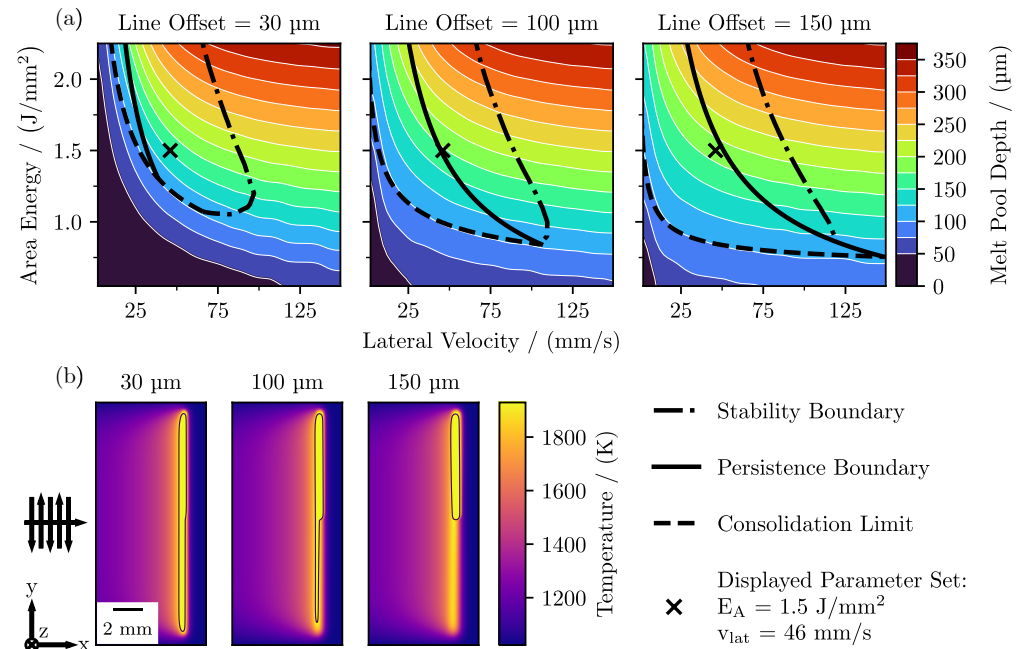 (a)
Line Offset = 30 µm
Line Offset = 100 µm
Line Offset = 150 µm
Area Energy / (J/mm²)
2.0
1.5
1.0
25
75
125
25
75
125
25
75
125
Lateral Velocity / (mm/s)
350
300
250
200
150
100
50
0
Melt Pool Depth / (µm)
(b)
30 µm
100 µm
150 µm
y
z
x
2 mm
1800
1600
1400
1200
Temperature / (K)
Stability Boundary
Persistence Boundary
Consolidation Limit
Displayed Parameter Set:
E_A = 1.5 J/mm²
v_lat = 46 mm/s